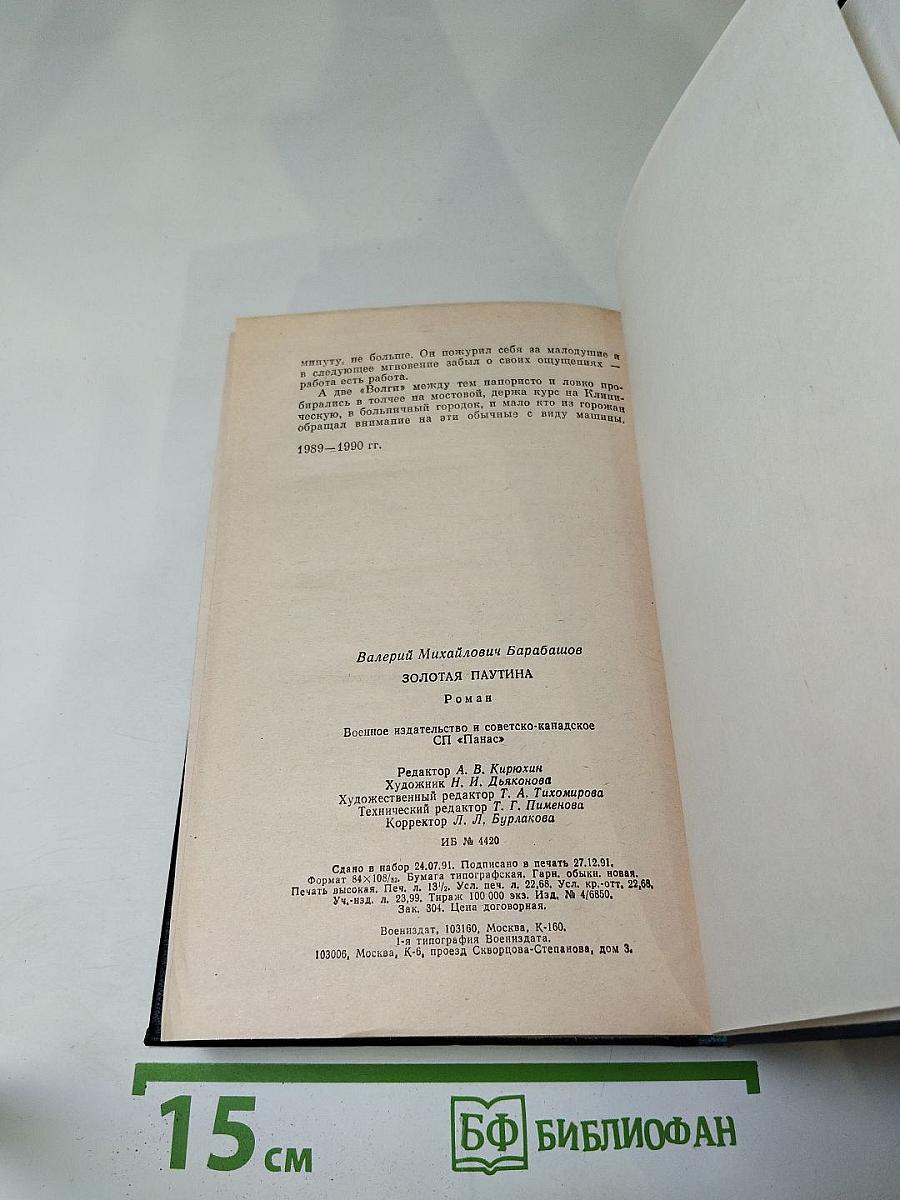 минуту, не больше. Он пожурил себя за малодушие и
в следующее мгновение забыл о своих ощущениях —
работа есть работа.
А две «Волги» между тем напористо и ловко про-
бирались в толчее на мостовой, держа курс на Клини-
ческую, в больничный городок, и мало кто из горожан
обращал внимание на эти обычные с виду машины.
1989—1990 гг.
Валерий Михайлович Барабашов
ЗОЛОТАЯ ПАУТИНА
Роман
Военное издательство и советско-канадское
СП «Панас»
Редактор А. В. Кирюхин
Художник Н. И. Дьяконова
Художественный редактор Т. А. Тихомирова
Технический редактор Т. Г. Пименова
Корректор Л. Л. Бурлакова
ИБ № 4420
Сдано в набор 24.07.91. Подписано в печать 27.12.91.
Формат 84×108/32. Бумага типографская. Гарн. обыкн. новая.
Печать высокая. Печ. л. 13½. Усл. печ. л. 22,68. Усл. кр.-отт. 22,68.
Уч.-изд. л. 23,99. Тираж 100 000 экз. Изд. № 4/6850.
Зак. 304. Цена договорная.
Воениздат, 103160, Москва, К-160.
1-я типография Воениздата.
103006, Москва, К-6, проезд Скворцова-Степанова, дом 3.
15 см
БФ БИБЛИОФАН